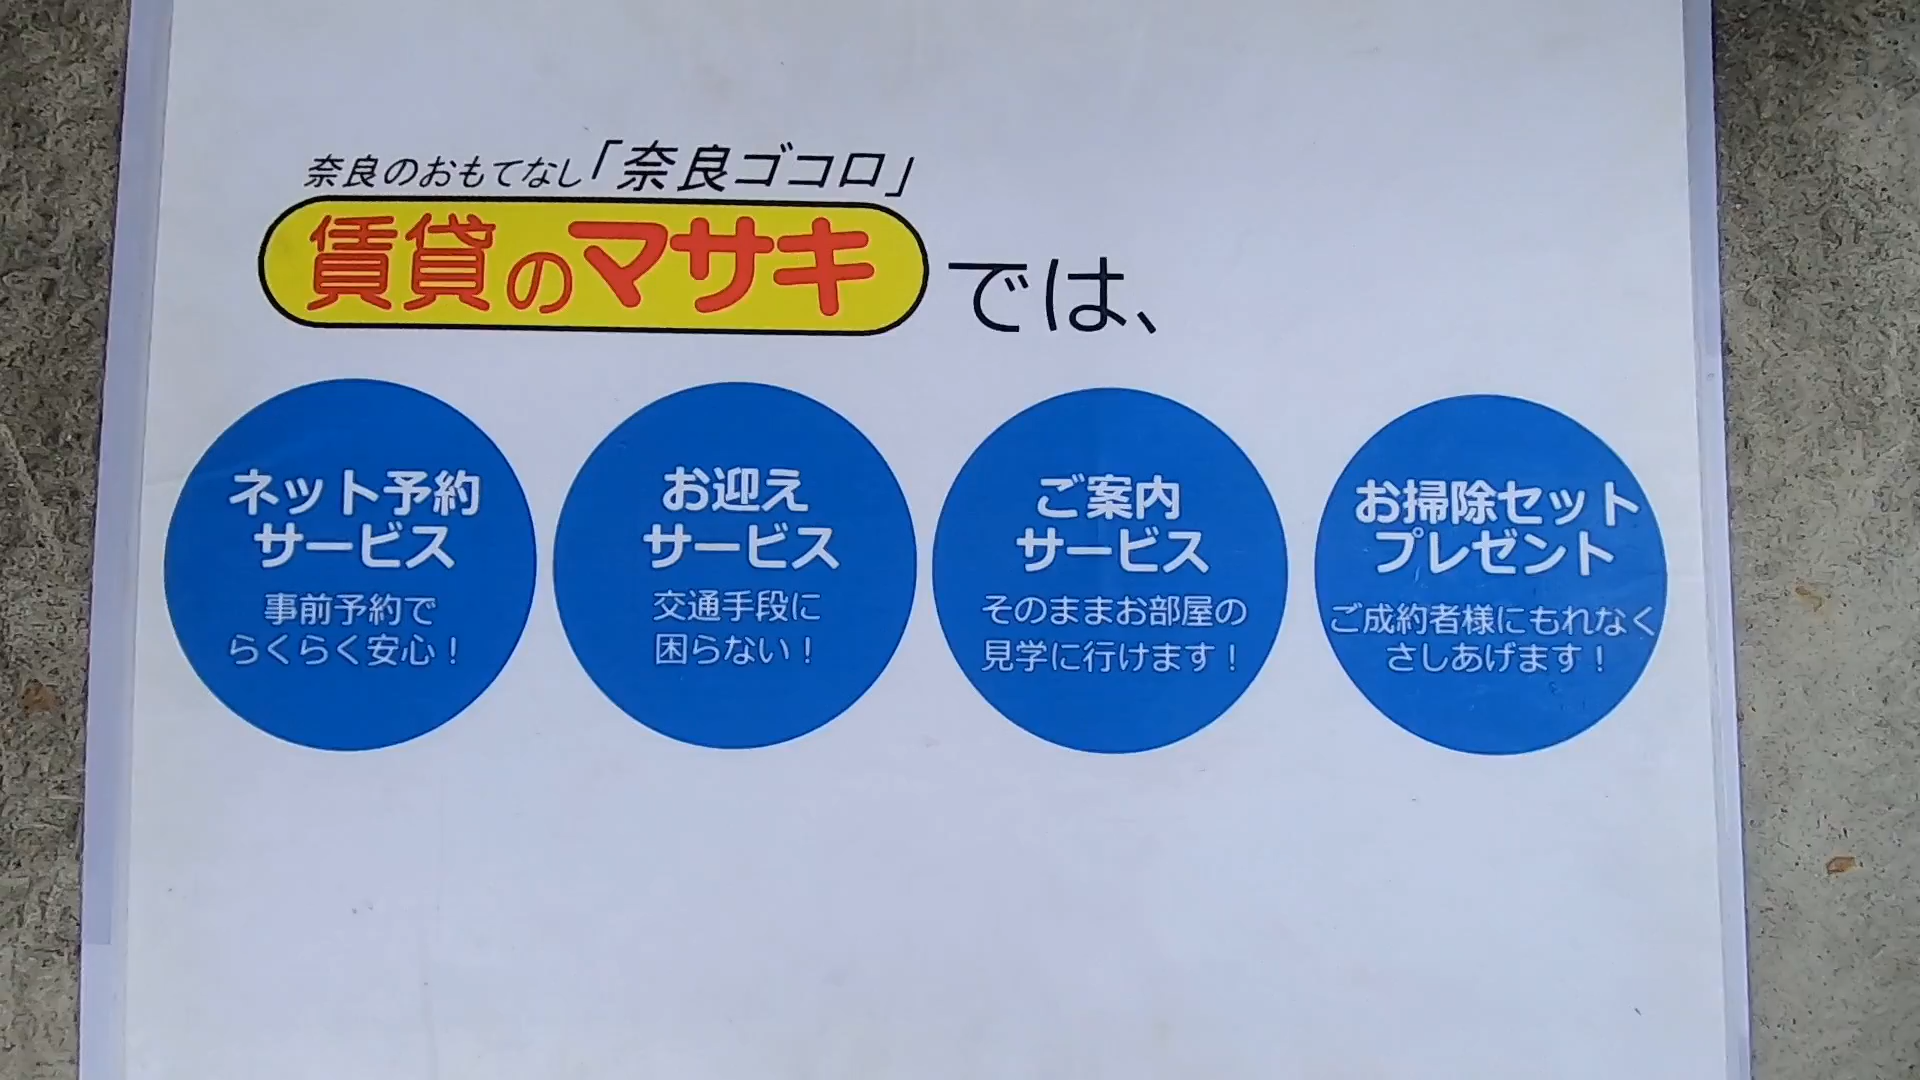 奈良のおもてなし「奈良ゴコロ」
賃貸のマサキでは、
ネット予約
サービス
事前予約で
らくらく安心！
お迎え
サービス
交通手段に
困らない！
ご案内
サービス
そのままお部屋の
見学に行けます！
お掃除セット
プレゼント
ご成約者様にもれなく
さしあげます！